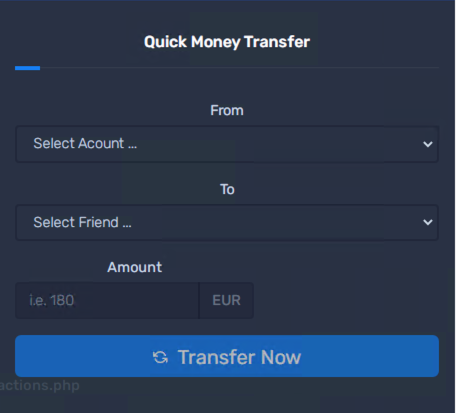 Quick Money Transfer
From
Select Acount ...
To
Select Friend ...
Amount
i.e. 180 EUR
Transfer Now
actions.php